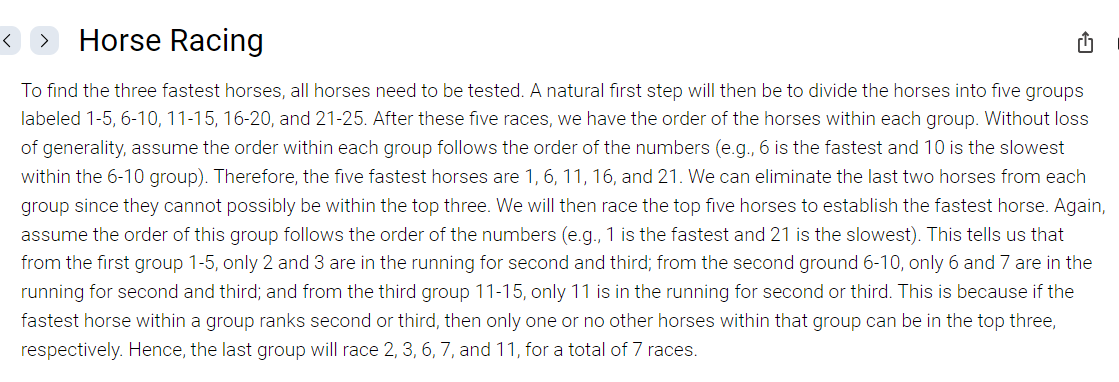 Horse Racing
To find the three fastest horses, all horses need to be tested. A natural first step will then be to divide the horses into five groups
labeled 1-5, 6-10, 11-15, 16-20, and 21-25. After these five races, we have the order of the horses within each group. Without loss
of generality, assume the order within each group follows the order of the numbers (e.g., 6 is the fastest and 10 is the slowest
within the 6-10 group). Therefore, the five fastest horses are 1, 6, 11, 16, and 21. We can eliminate the last two horses from each
group since they cannot possibly be within the top three. We will then race the top five horses to establish the fastest horse. Again,
assume the order of this group follows the order of the numbers (e.g., 1 is the fastest and 21 is the slowest). This tells us that
from the first group 1-5, only 2 and 3 are in the running for second and third; from the second ground 6-10, only 6 and 7 are in the
running for second and third; and from the third group 11-15, only 11 is in the running for second or third. This is because if the
fastest horse within a group ranks second or third, then only one or no other horses within that group can be in the top three,
respectively. Hence, the last group will race 2, 3, 6, 7, and 11, for a total of 7 races.